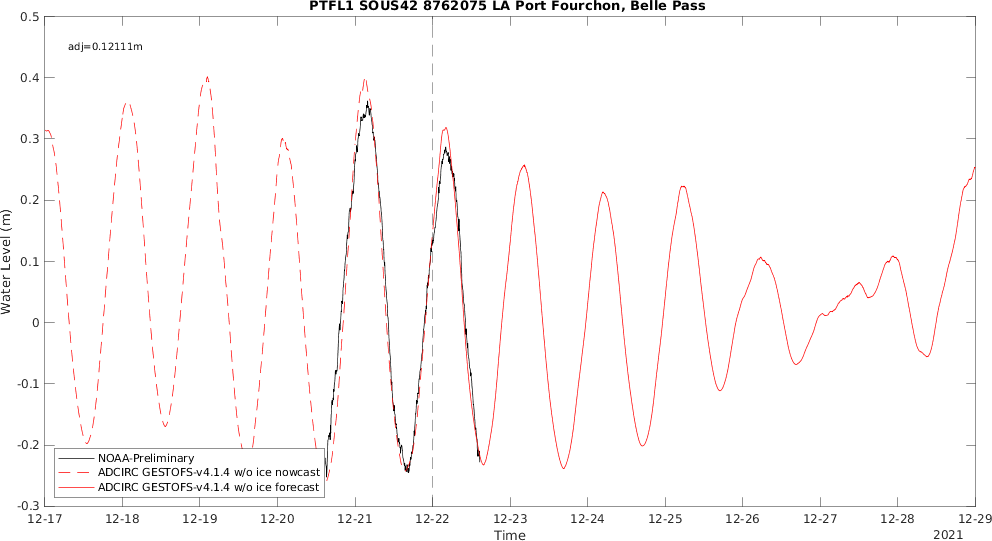 PTFL1 SOUS42 8762075 LA Port Fourchon, Belle Pass
adj=0.12111m
Water Level (m)
0.5
0.4
0.3
0.2
0.1
0
-0.1
-0.2
-0.3
NOAA-Preliminary
ADCIRC GESTOFS-v4.1.4 w/o ice nowcast
ADCIRC GESTOFS-v4.1.4 w/o ice forecast
12-17 12-18 12-19 12-20 12-21 12-22 12-23 12-24 12-25 12-26 12-27 12-28 12-29
Time
2021